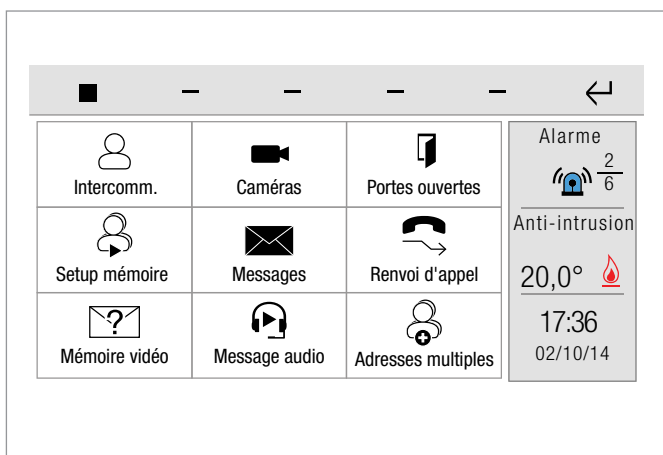 Intercomm.
Caméras
Portes ouvertes
Setup mémoire
Messages
Renvoi d'appel
?
Mémoire vidéo
Message audio
Adresses multiples
Alarme
2
6
Anti-intrusion
20,0°
17:36
02/10/14